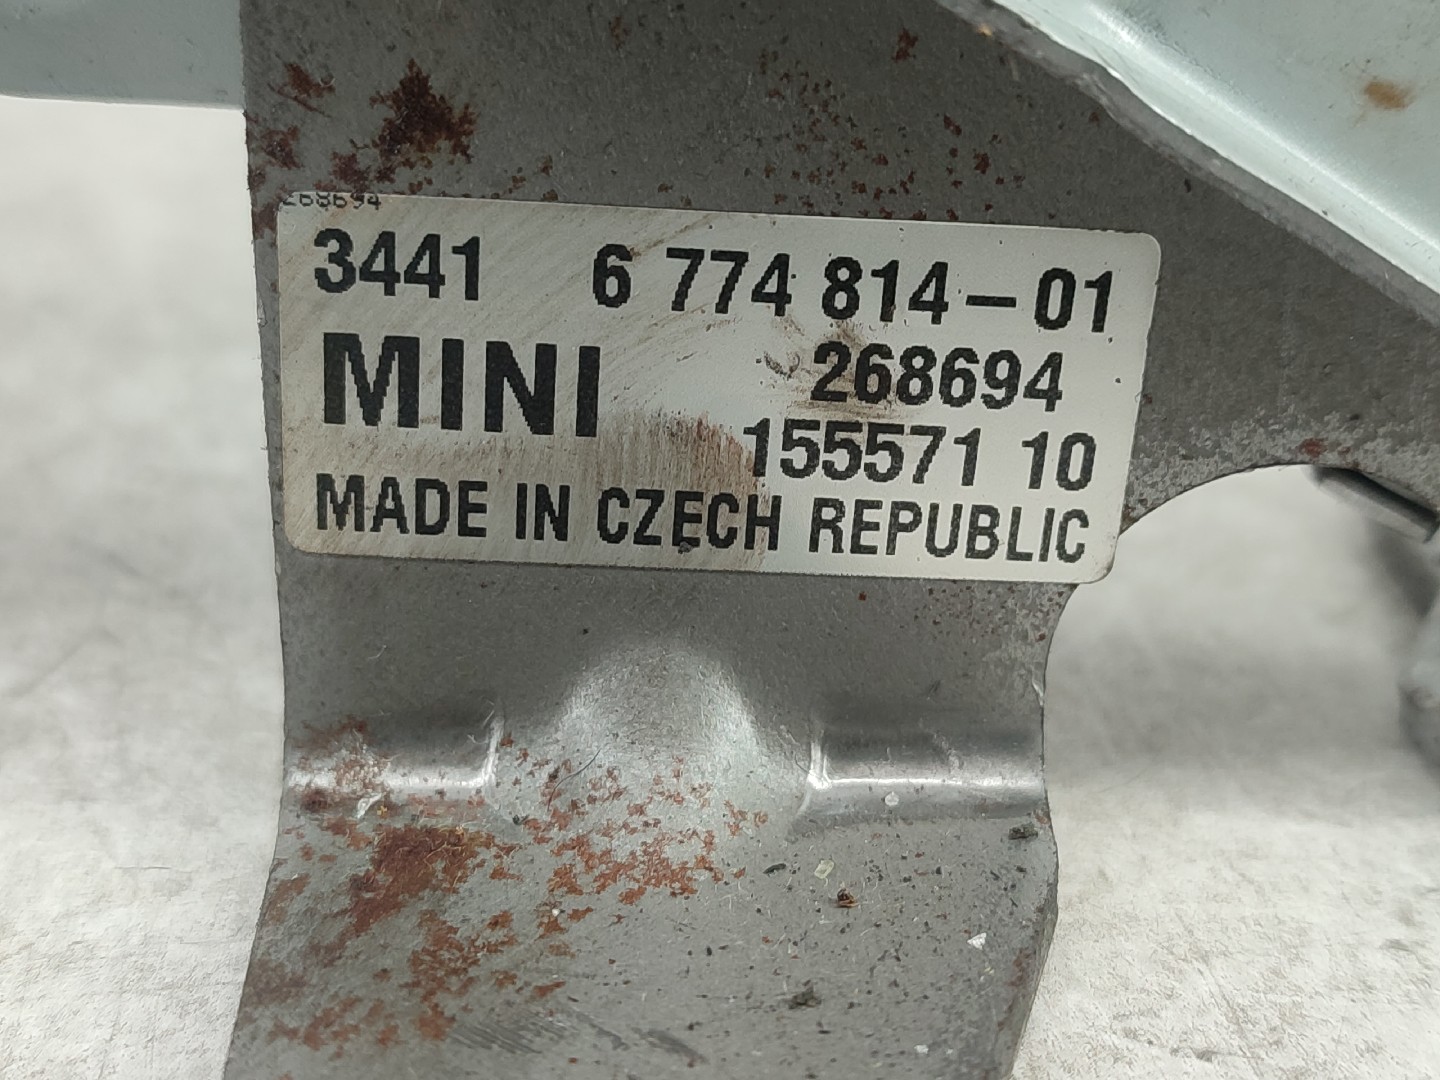 268694
3441 6 774 814-01
MINI 268694
155571 10
MADE IN CZECH REPUBLIC